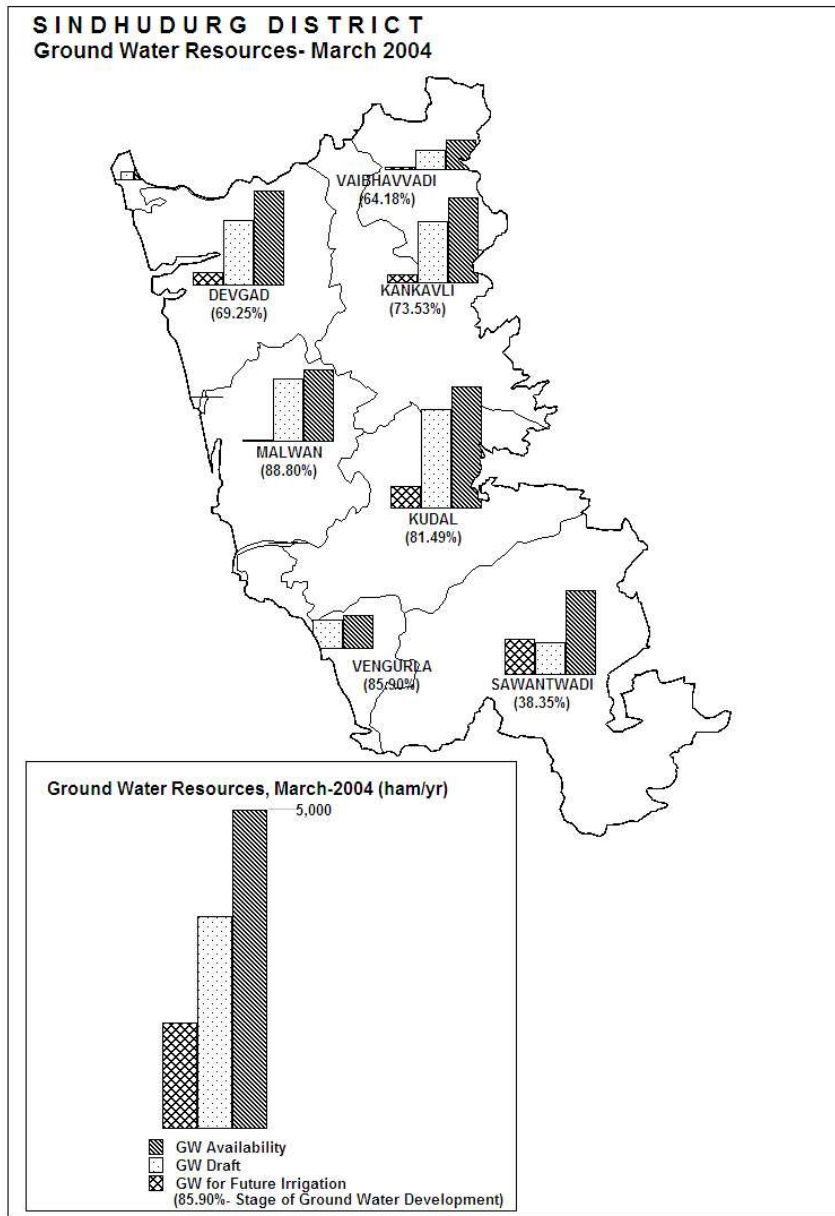 SINDHUDURG DISTRICT
Ground Water Resources- March 2004
VAIBHAVVADI
(64.18%)
DEVGAD
(69.25%)
KANKAVLI
(73.53%)
MALWAN
(88.80%)
KUDAL
(81.49%)
VENGURLA
(85.90%)
SAWANTWADI
(38.35%)
Ground Water Resources, March-2004 (ham/yr)
5,000
GW Availability
GW Draft
GW for Future Irrigation
(85.90%- Stage of Ground Water Development)